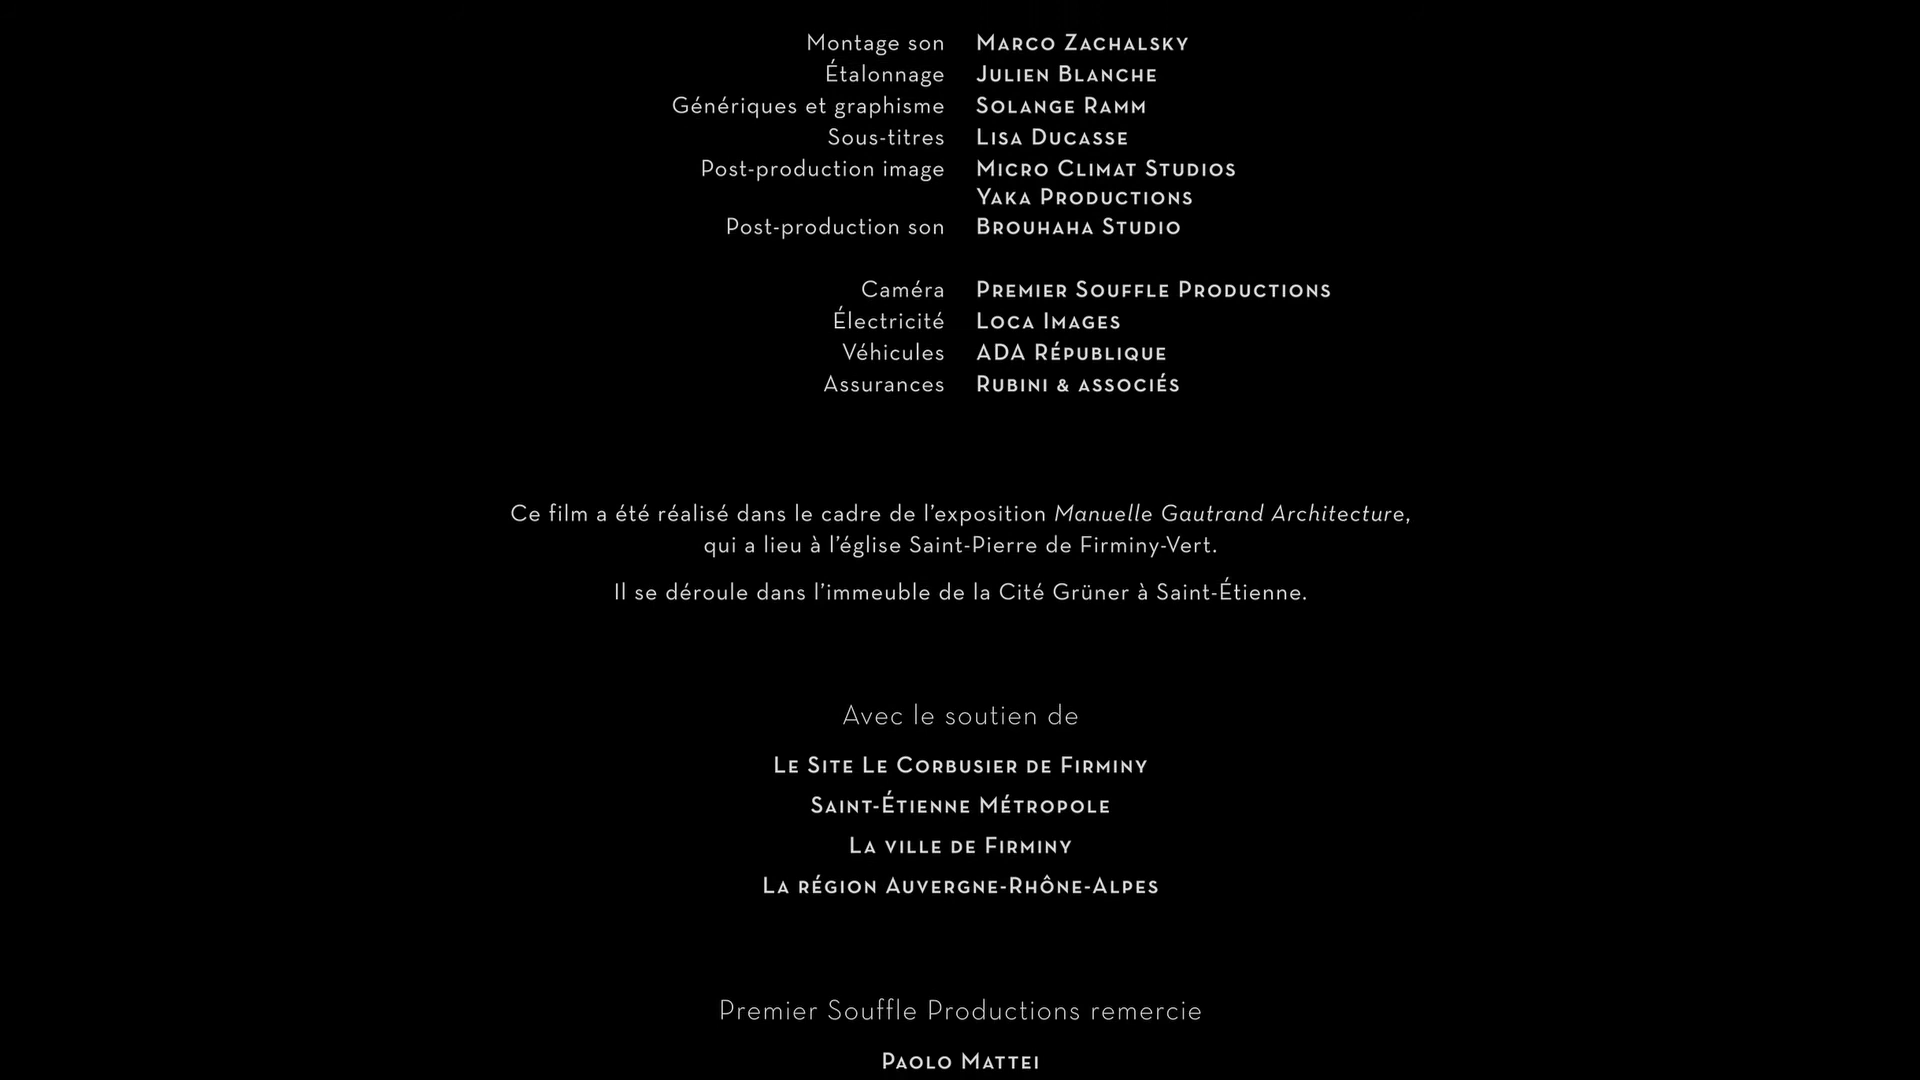 Montage son MARCO ZACHALSKY
Étalonnage JULIEN BLANCHE
Génériques et graphisme SOLANGE RAMM
Sous-titres LISA DUCASSE
Post-production image MICRO CLIMAT STUDIOS
YAKA PRODUCTIONS
Post-production son BROUHAHA STUDIO
Caméra PREMIER SOUFFLE PRODUCTIONS
Électricité LOCA IMAGES
Véhicules ADA RÉPUBLIQUE
Assurances RUBINI & ASSOCIÉS
Ce film a été réalisé dans le cadre de l'exposition Manuelle Gautrand Architecture,
qui a lieu à l'église Saint-Pierre de Firminy-Vert.
Il se déroule dans l'immeuble de la Cité Grüner à Saint-Étienne.
Avec le soutien de
LE SITE LE CORBUSIER DE FIRMINY
SAINT-ÉTIENNE MÉTROPOLE
LA VILLE DE FIRMINY
LA RÉGION AUVERGNE-RHÔNE-ALPES
Premier Souffle Productions remercie
PAOLO MATTEI